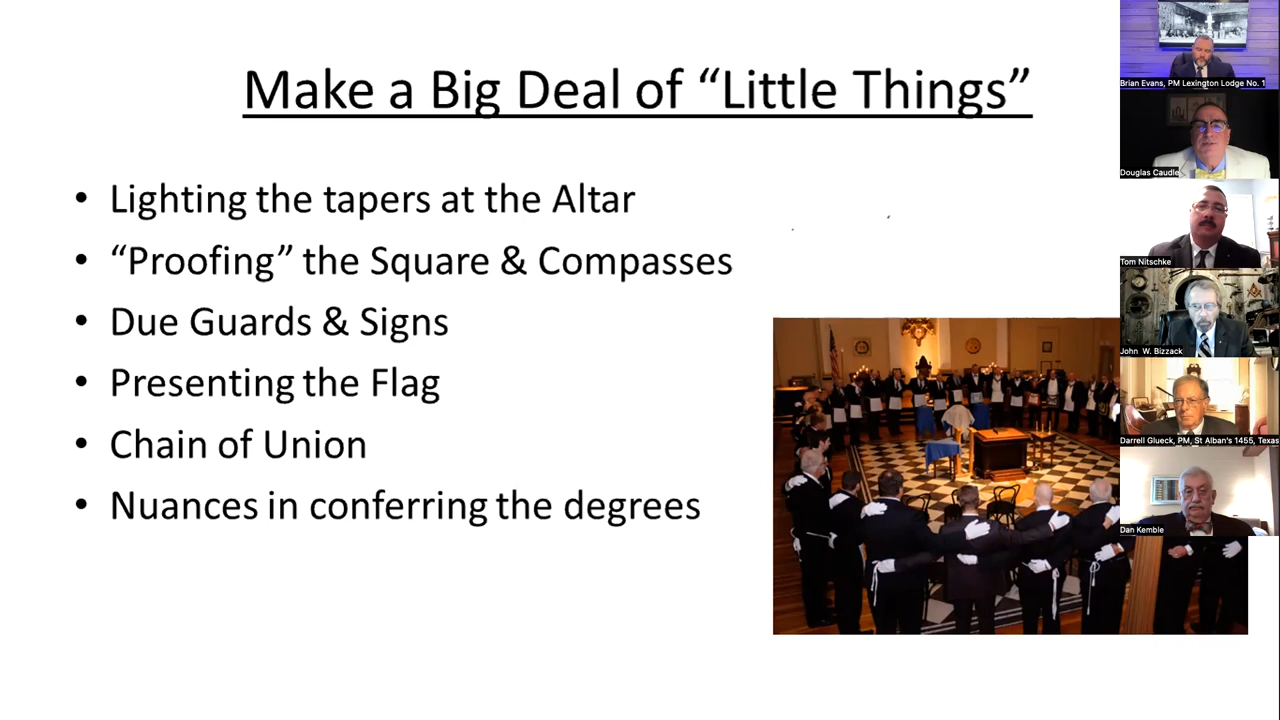 Make a Big Deal of “Little Things”
• Lighting the tapers at the Altar
• “Proofing” the Square & Compasses
• Due Guards & Signs
• Presenting the Flag
• Chain of Union
• Nuances in conferring the degrees
Brian Evans, PM Lexington Lodge No. 1
Douglas Caudle
Tom Nitschke
John W. Bizzack
Darrell Glueck, PM, St Alban's 1455, Texas
Dan Kemble